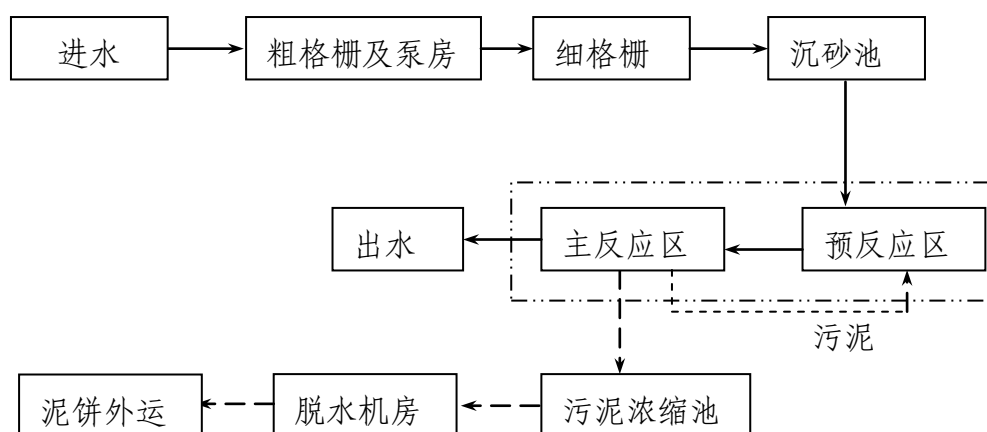 进水
粗格栅及泵房
细格栅
沉砂池
出水
主反应区
预反应区
污泥
泥饼外运
脱水机房
污泥浓缩池